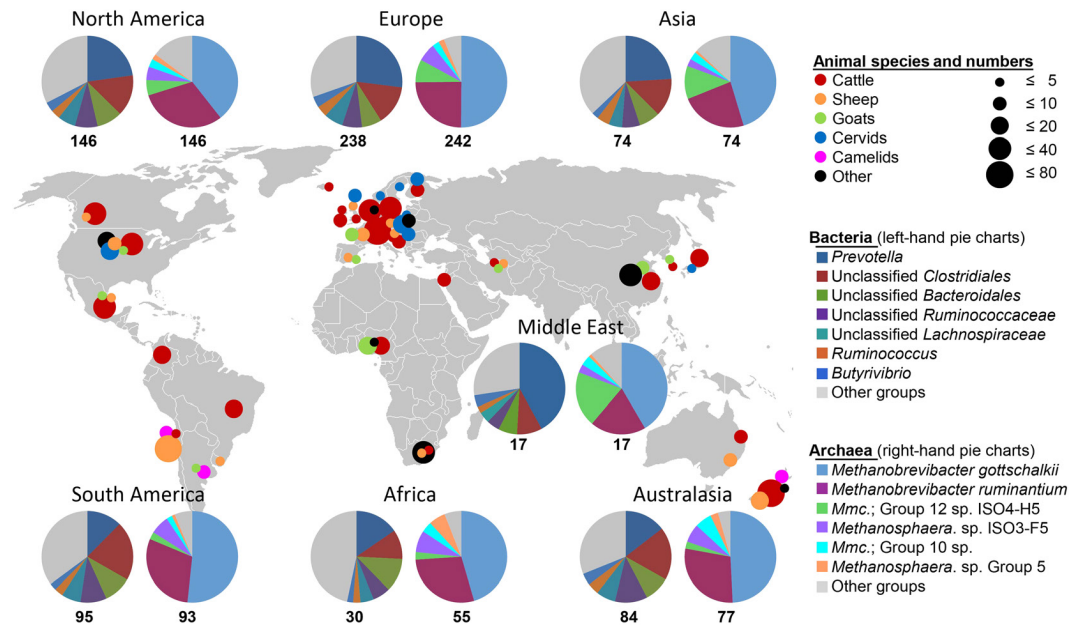 North America
Europe
Asia
146
146
238
242
74
74
Animal species and numbers
Cattle
Sheep
Goats
Cervids
Camelids
Other
≤ 5
≤ 10
≤ 20
≤ 40
≤ 80
Bacteria (left-hand pie charts)
Prevotella
Unclassified Clostridiales
Unclassified Bacteroidales
Unclassified Ruminococcaceae
Unclassified Lachnospiraceae
Ruminococcus
Butyrivibrio
Other groups
Middle East
17
17
Archaea (right-hand pie charts)
Methanobrevibacter gottschalkii
Methanobrevibacter ruminantium
Mmc.; Group 12 sp. ISO4-H5
Methanosphaera. sp. ISO3-F5
Mmc.; Group 10 sp.
Methanosphaera. sp. Group 5
Other groups
South America
Africa
Australasia
95
93
30
55
84
77